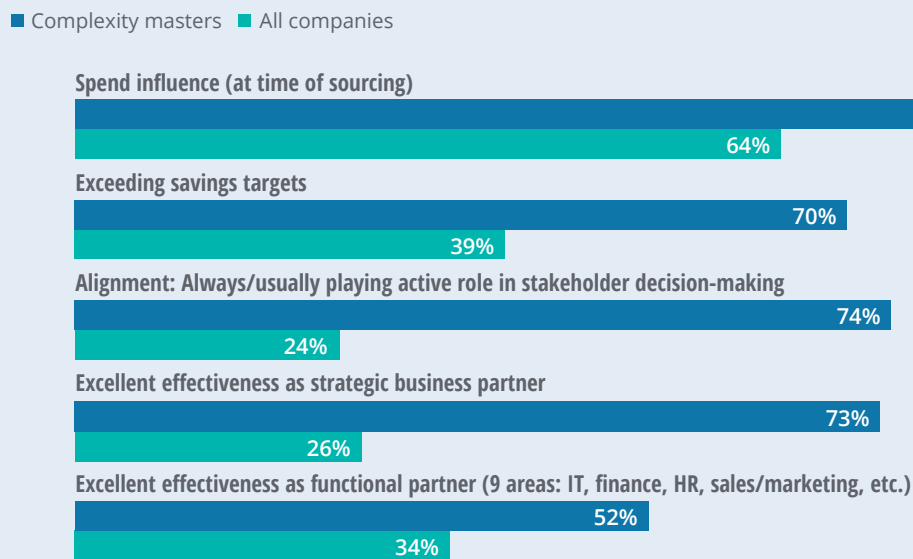 Complexity masters All companies
Spend influence (at time of sourcing)
64%
Exceeding savings targets
70%
39%
Alignment: Always/usually playing active role in stakeholder decision-making
74%
24%
Excellent effectiveness as strategic business partner
73%
26%
Excellent effectiveness as functional partner (9 areas: IT, finance, HR, sales/marketing, etc.)
52%
34%